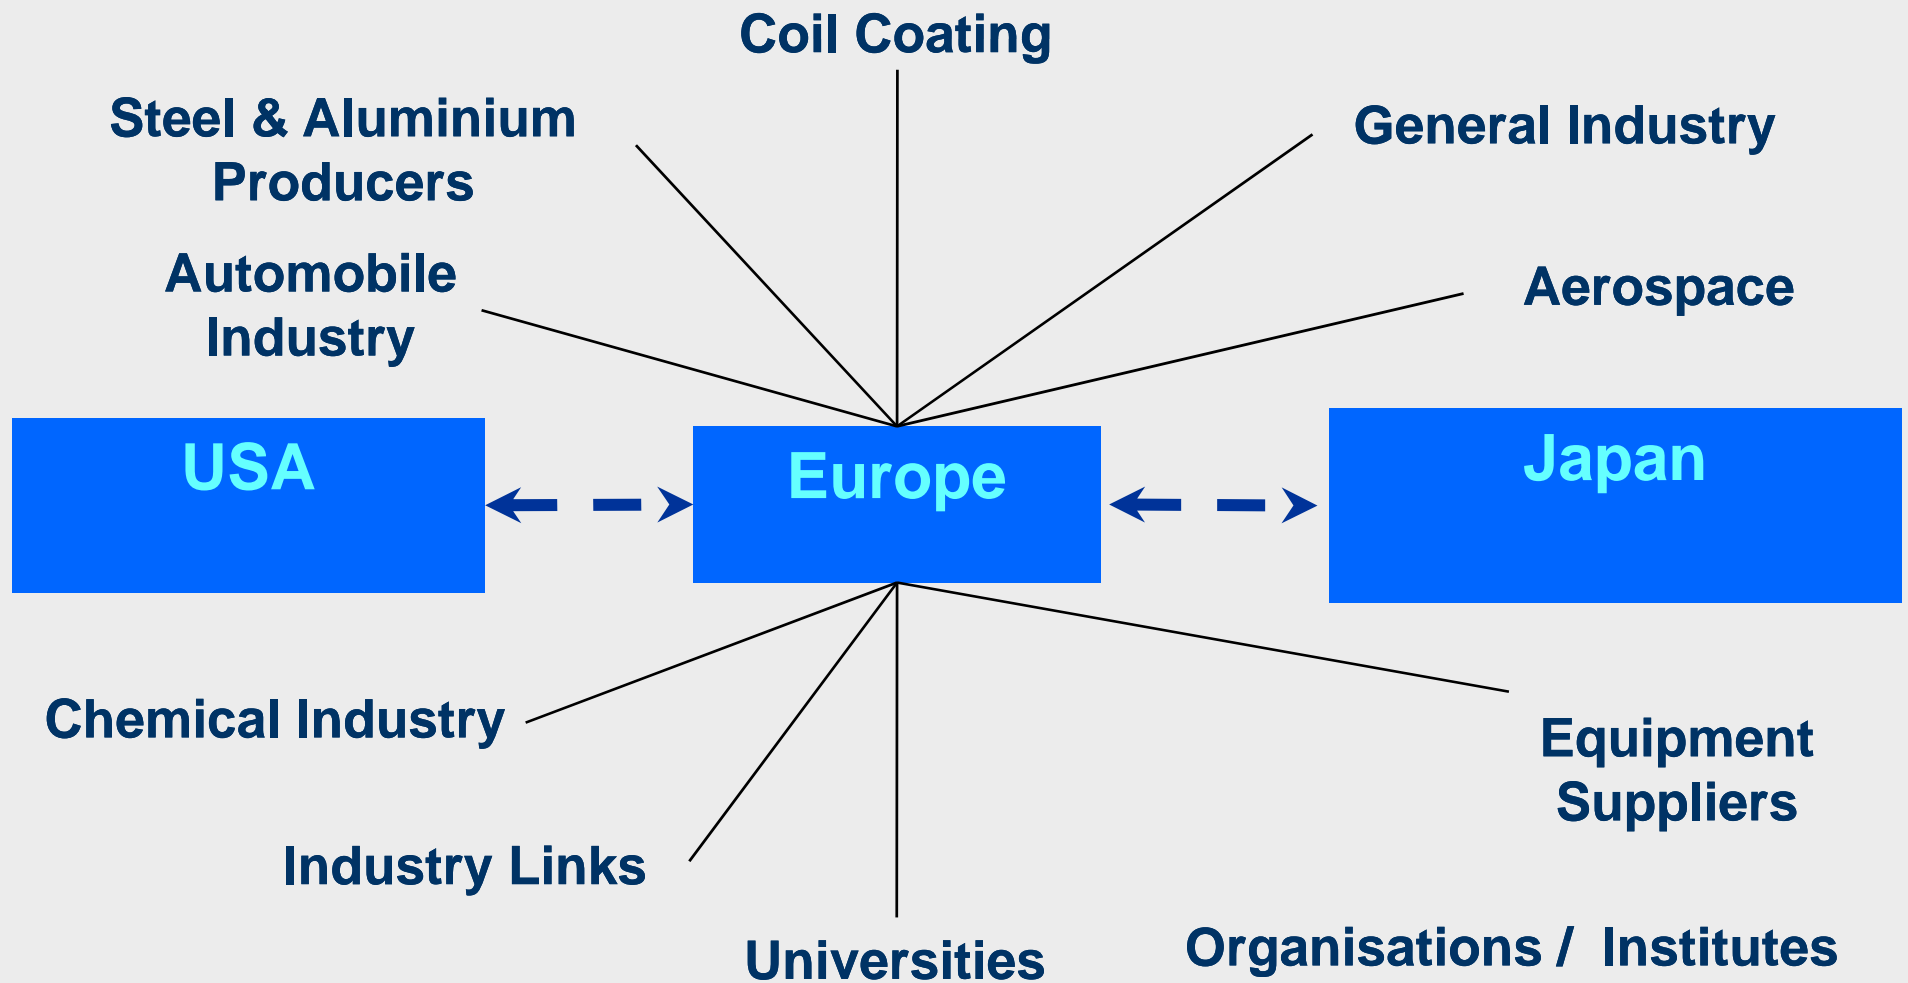 Coil Coating
Steel & Aluminium
Producers
General Industry
Automobile
Industry
Aerospace
USA
Europe
Japan
Chemical Industry
Equipment
Suppliers
Industry Links
Universities
Organisations / Institutes